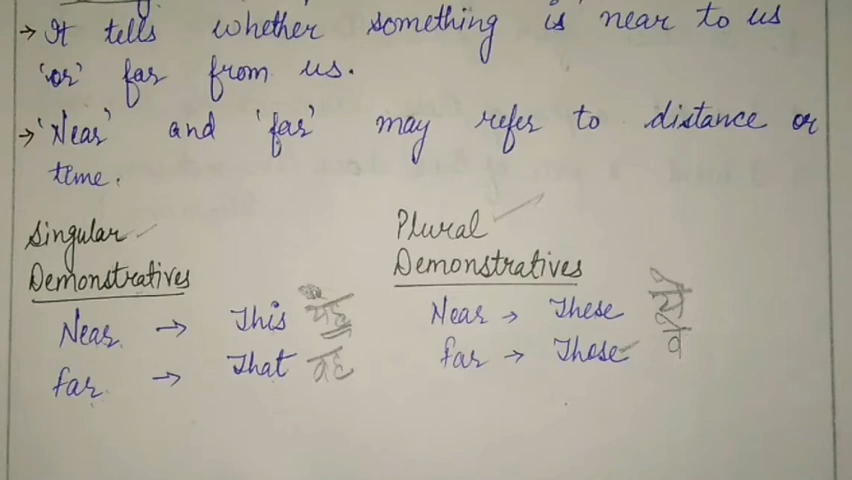 → It tells whether something is near to us
'or' far from us.
→ 'Near' and 'far' may refer to distance or
time.
Singular
Demonstratives
Near → This यह
far → That वह
Plural
Demonstratives
Near → These ये
far → Those वे